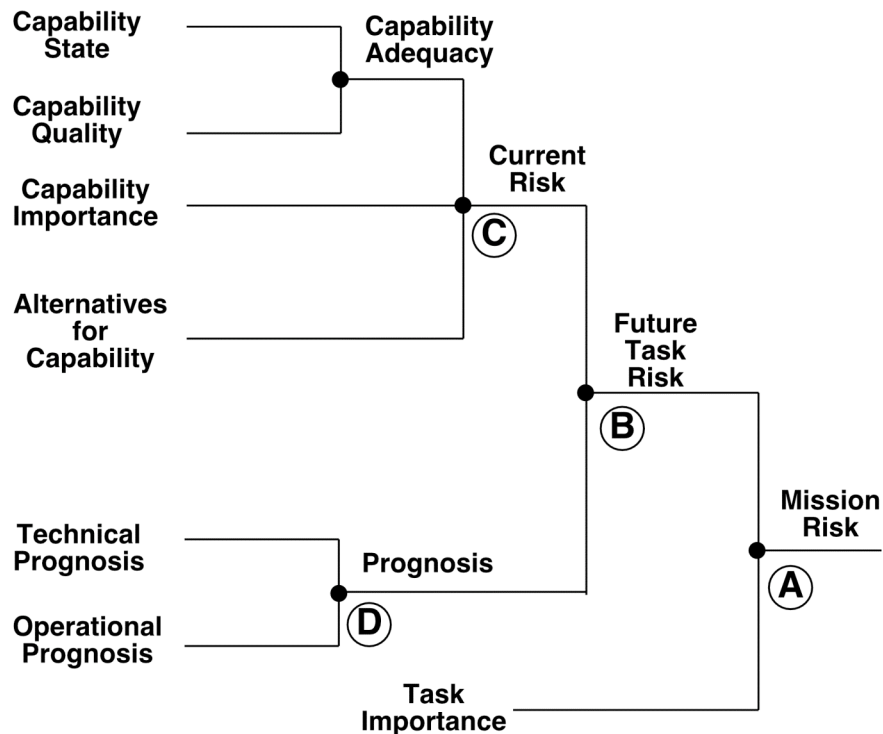 Capability
State
Capability
Adequacy
Capability
Quality
Current
Risk
Capability
Importance
C
Alternatives
for
Capability
Future
Task
Risk
B
Mission
Risk
Technical
Prognosis
Prognosis
A
D
Operational
Prognosis
Task
Importance